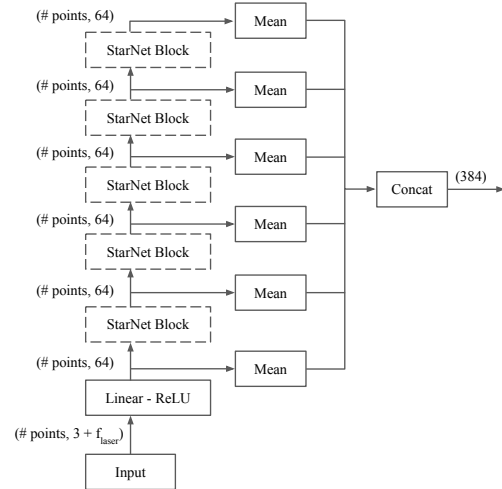 (# points, 64)
Mean
StarNet Block
(# points, 64)
Mean
StarNet Block
(# points, 64)
Mean
StarNet Block
(384)
Concat
(# points, 64)
Mean
StarNet Block
(# points, 64)
Mean
StarNet Block
(# points, 64)
Mean
Linear - ReLU
(# points, 3 + f_laser)
Input